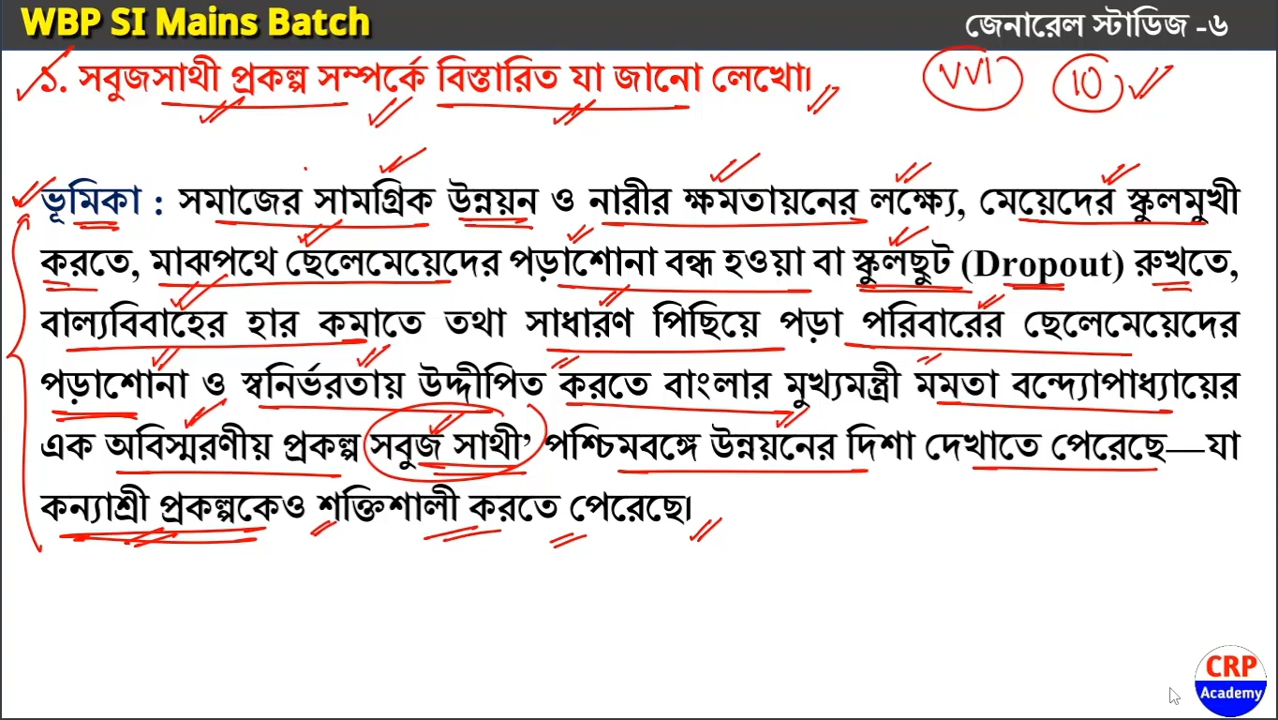 WBP SI Mains Batch
জেনারেল স্টাডিজ -৬
১. সবুজসাথী প্রকল্প সম্পর্কে বিস্তারিত যা জানো লেখো।
VVI
10
ভূমিকা : সমাজের সামগ্রিক উন্নয়ন ও নারীর ক্ষমতায়নের লক্ষ্যে, মেয়েদের স্কুলমুখী
করতে, মাঝপথে ছেলেমেয়েদের পড়াশোনা বন্ধ হওয়া বা স্কুলছুট (Dropout) রুখতে,
বাল্যবিবাহের হার কমাতে তথা সাধারণ পিছিয়ে পড়া পরিবারের ছেলেমেয়েদের
পড়াশোনা ও স্বনির্ভরতায় উদ্দীপিত করতে বাংলার মুখ্যমন্ত্রী মমতা বন্দ্যোপাধ্যায়ের
এক অবিস্মরণীয় প্রকল্প সবুজ সাথী’ পশ্চিমবঙ্গে উন্নয়নের দিশা দেখাতে পেরেছে—যা
কন্যাশ্রী প্রকল্পকেও শক্তিশালী করতে পেরেছে।
CRP
Academy